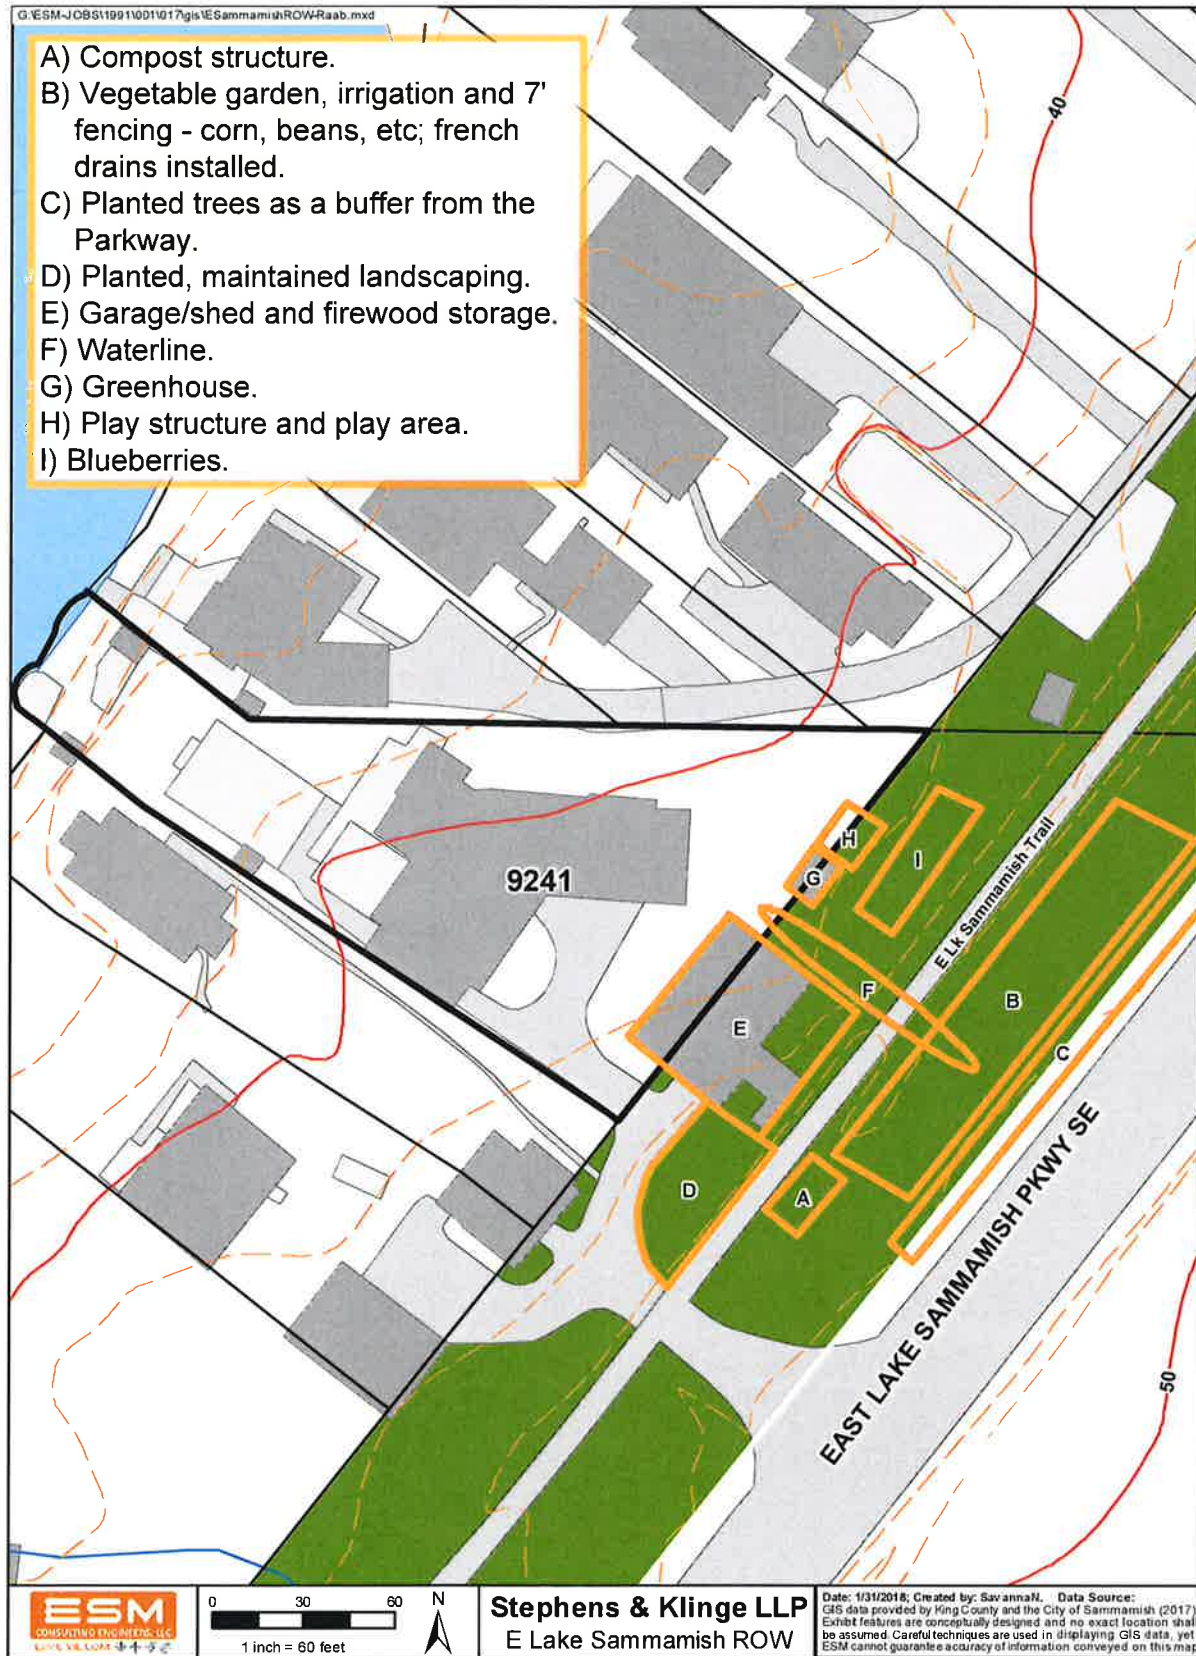 G:\ESM-JOBS\1991\001\017\gis\ESammamishROW-Raab.mxd
A) Compost structure.
B) Vegetable garden, irrigation and 7'
fencing - corn, beans, etc; french
drains installed.
C) Planted trees as a buffer from the
Parkway.
D) Planted, maintained landscaping.
E) Garage/shed and firewood storage.
F) Waterline.
G) Greenhouse.
H) Play structure and play area.
I) Blueberries.
40
H
I
G
9241
E Lk Sammamish Trail
F
B
E
C
D
A
EAST LAKE SAMMAMISH PKWY SE
50
ESM
CONSULTING ENGINEERS, LLC
0 30 60
1 inch = 60 feet
N
Stephens & Klinge LLP
E Lake Sammamish ROW
Date: 1/31/2018; Created by: SavannaN. Data Source:
GIS data provided by King County and the City of Sammamish (2017)
Exhibit features are conceptually designed and no exact location shall
be assumed. Careful techniques are used in displaying GIS data, yet
ESM cannot guarantee accuracy of information conveyed on this map